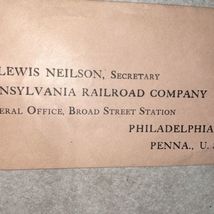 LEWIS NEILSON, SECRETARY
NSYLVANIA RAILROAD COMPANY
ERAL OFFICE, BROAD STREET STATION
PHILADELPHIA
PENNA., U.